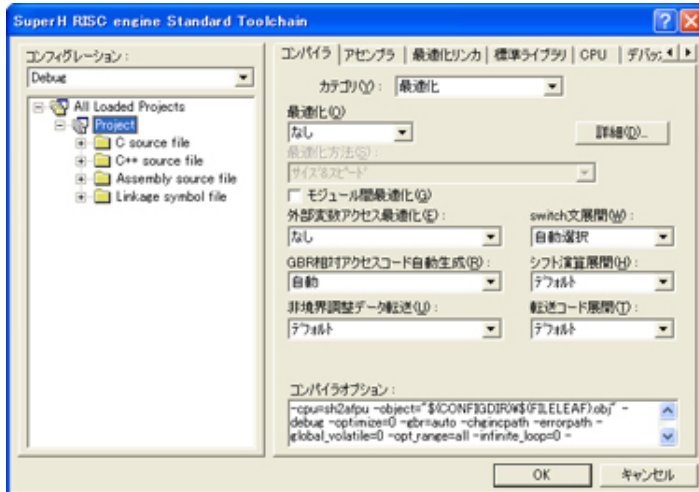 SuperH RISC engine Standard Toolchain
コンフィグレーション :
Debug
All Loaded Projects
Project
C source file
C++ source file
Assembly source file
Linkage symbol file
コンパイラ アセンブラ 最適化リンカ 標準ライブラリ CPU デバッ
カテゴリ(Y) : 最適化
最適化(O)
なし
詳細(D)...
最適化方法(S) :
サイズ&スピード
モジュール間最適化(G)
外部変数アクセス最適化(E) : switch文展開(W) :
なし 自動選択
GBR相対アクセスコード自動生成(R) : シフト演算展開(H) :
自動 デフォルト
非境界調整データ転送(U) : 転送コード展開(T) :
デフォルト デフォルト
コンパイラオプション :
-cpu=sh2afpu -object="$(CONFIGDIR)¥$(FILELEAF).obj" -
debug -optimize=0 -gbr=auto -chgincpath -errorpath -
global_volatile=0 -opt_range=all -infinite_loop=0 -
OK キャンセル